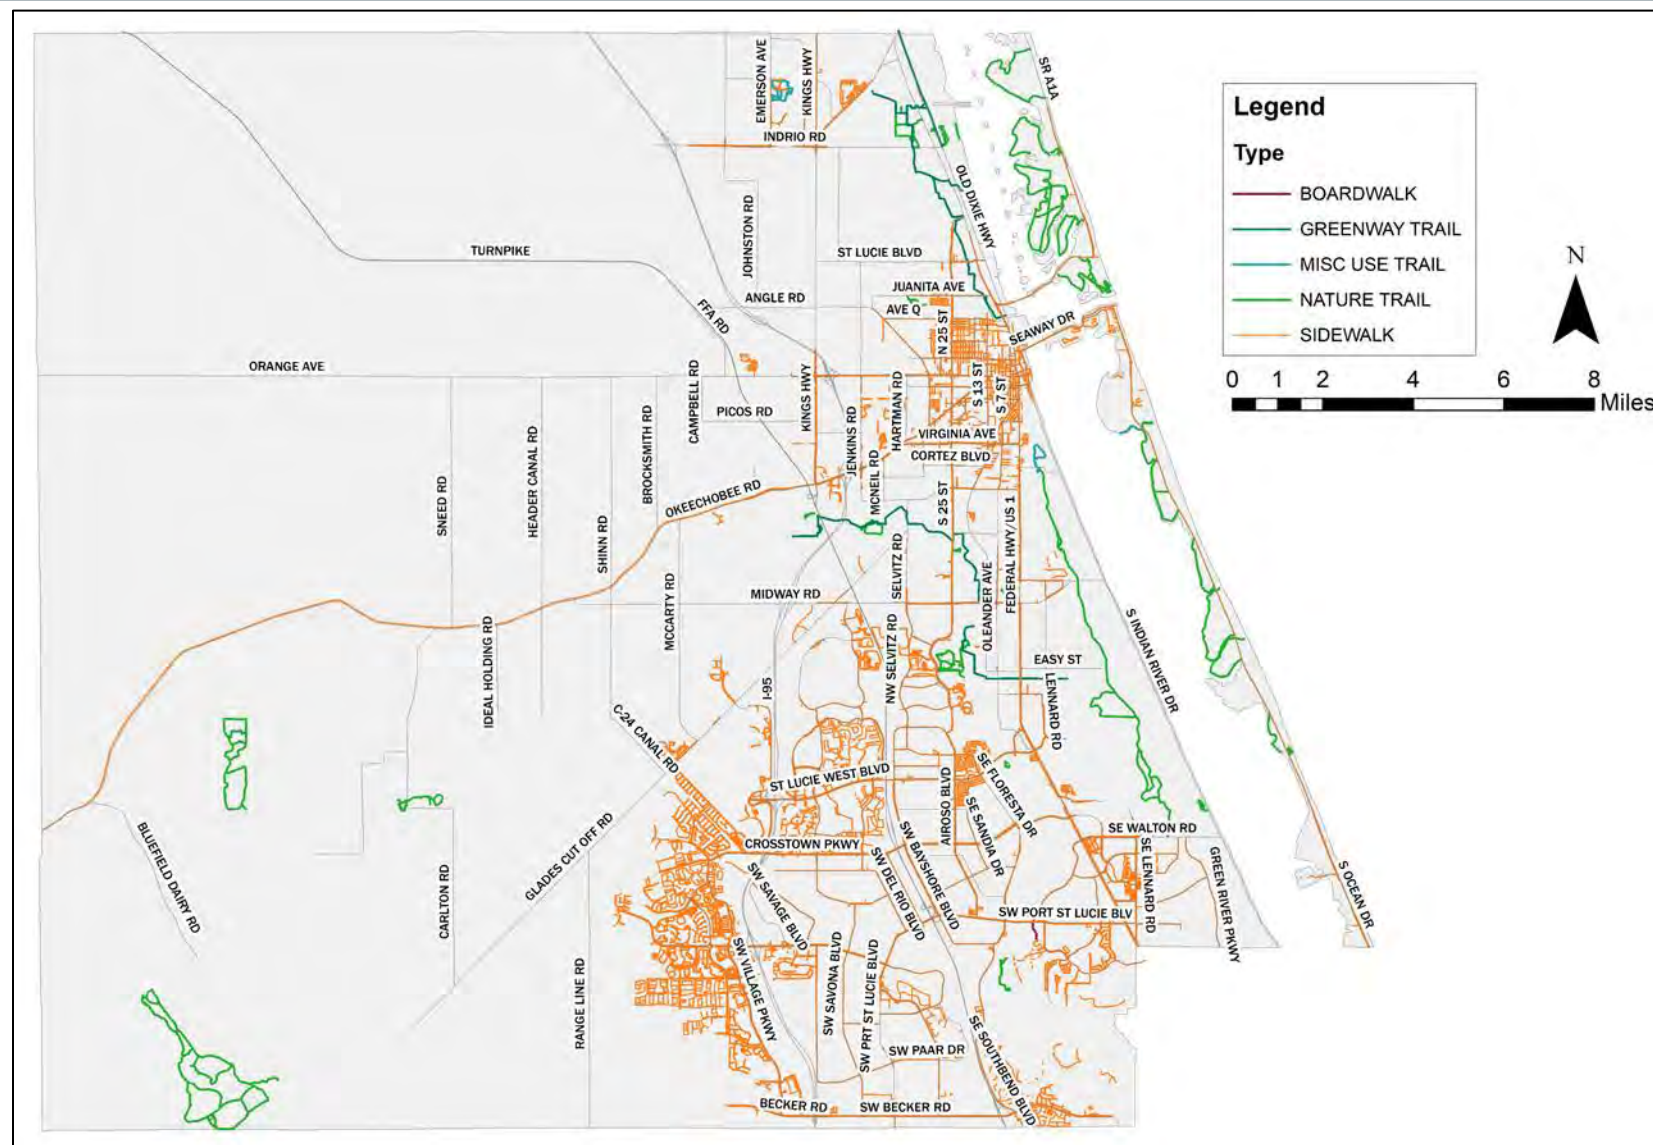 Legend
Type
BOARDWALK
GREENWAY TRAIL
MISC USE TRAIL
NATURE TRAIL
SIDEWALK
N
0 1 2 4 6 8
Miles
SR A1A
EMERSON AVE
KINGS HWY
INDRIO RD
OLD DIXIE HWY
JOHNSTON RD
TURNPIKE
ST LUCIE BLVD
JUANITA AVE
ANGLE RD
AVE Q
FFA RD
N 25 ST
SEAWAY DR
ORANGE AVE
CAMPBELL RD
KINGS HWY
HARTMAN RD
S 13 ST
S 7 ST
PICOS RD
BROCKSMITH RD
JENKINS RD
VIRGINIA AVE
CORTEZ BLVD
HEADER CANAL RD
SNEED RD
OKEECHOBEE RD
MCNEIL RD
S 25 ST
FEDERAL HWY/US 1
SHINN RD
SELVITZ RD
OLEANDER AVE
MCCARTY RD
MIDWAY RD
S INDIAN RIVER DR
IDEAL HOLDING RD
NW SELVITZ RD
EASY ST
I-95
LENNARD RD
C-24 CANAL RD
ST LUCIE WEST BLVD
AIROSO BLVD
SE FLORESTA DR
SE SANDIA DR
BLUEFIELD DAIRY RD
GLADES CUT OFF RD
CROSSTOWN PKWY
SW BAYSHORE BLVD
SE WALTON RD
SE LENNARD RD
GREEN RIVER PKWY
S OCEAN DR
CARLTON RD
SW SAVAGE BLVD
SW DEL RIO BLVD
SW PORT ST LUCIE BLV
RANGE LINE RD
SW VILLAGE PKWY
SW SAVONA BLVD
SW PRT ST LUCIE BLVD
SW PAAR DR
SE SOUTHBEND BLVD
BECKER RD
SW BECKER RD